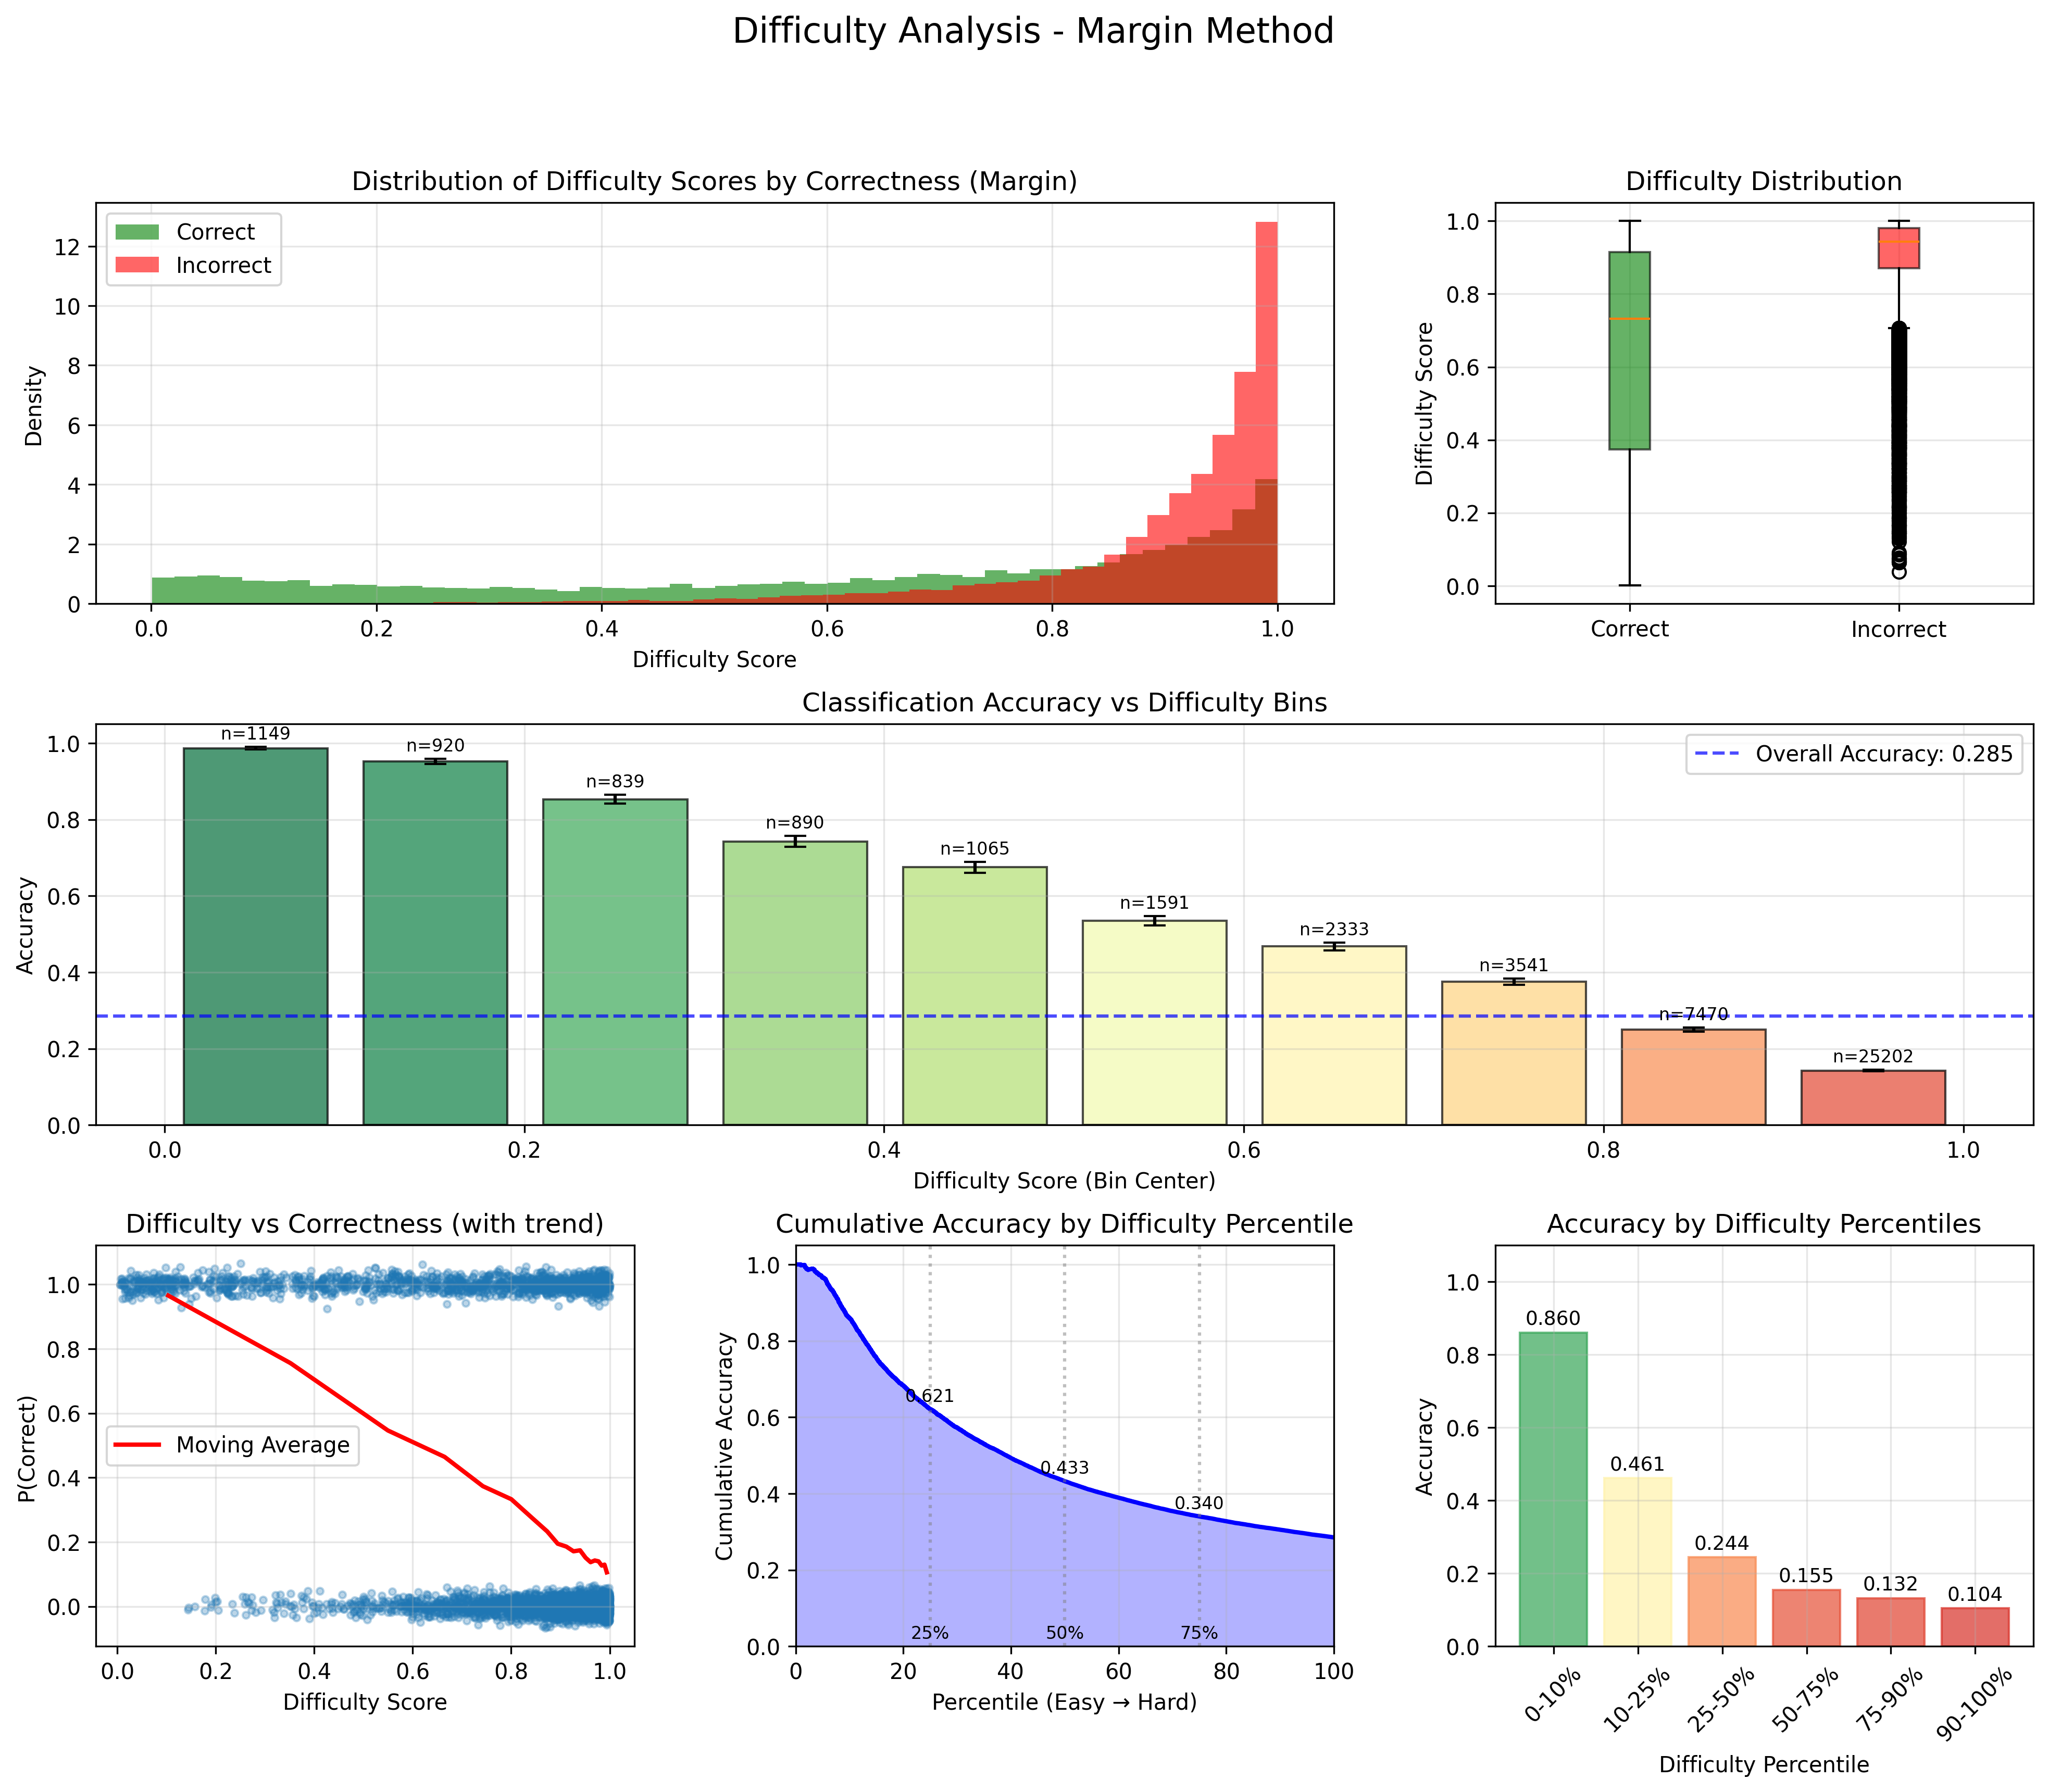 Difficulty Analysis - Margin Method
Distribution of Difficulty Scores by Correctness (Margin)
Correct
Incorrect
Density
12
10
8
6
4
2
0
0.0 0.2 0.4 0.6 0.8 1.0
Difficulty Score
Difficulty Distribution
Difficulty Score
1.0
0.8
0.6
0.4
0.2
0.0
Correct Incorrect
Classification Accuracy vs Difficulty Bins
Overall Accuracy: 0.285
Accuracy
1.0
0.8
0.6
0.4
0.2
0.0
n=1149
n=920
n=839
n=890
n=1065
n=1591
n=2333
n=3541
n=7470
n=25202
0.0 0.2 0.4 0.6 0.8 1.0
Difficulty Score (Bin Center)
Difficulty vs Correctness (with trend)
P(Correct)
1.0
0.8
0.6
0.4
0.2
0.0
Moving Average
0.0 0.2 0.4 0.6 0.8 1.0
Difficulty Score
Cumulative Accuracy by Difficulty Percentile
Cumulative Accuracy
1.0
0.8
0.6
0.4
0.2
0.0
0.621
0.433
0.340
25% 50% 75%
0 20 40 60 80 100
Percentile (Easy → Hard)
Accuracy by Difficulty Percentiles
Accuracy
1.0
0.8
0.6
0.4
0.2
0.0
0.860
0.461
0.244
0.155
0.132
0.104
0-10% 10-25% 25-50% 50-75% 75-90% 90-100%
Difficulty Percentile